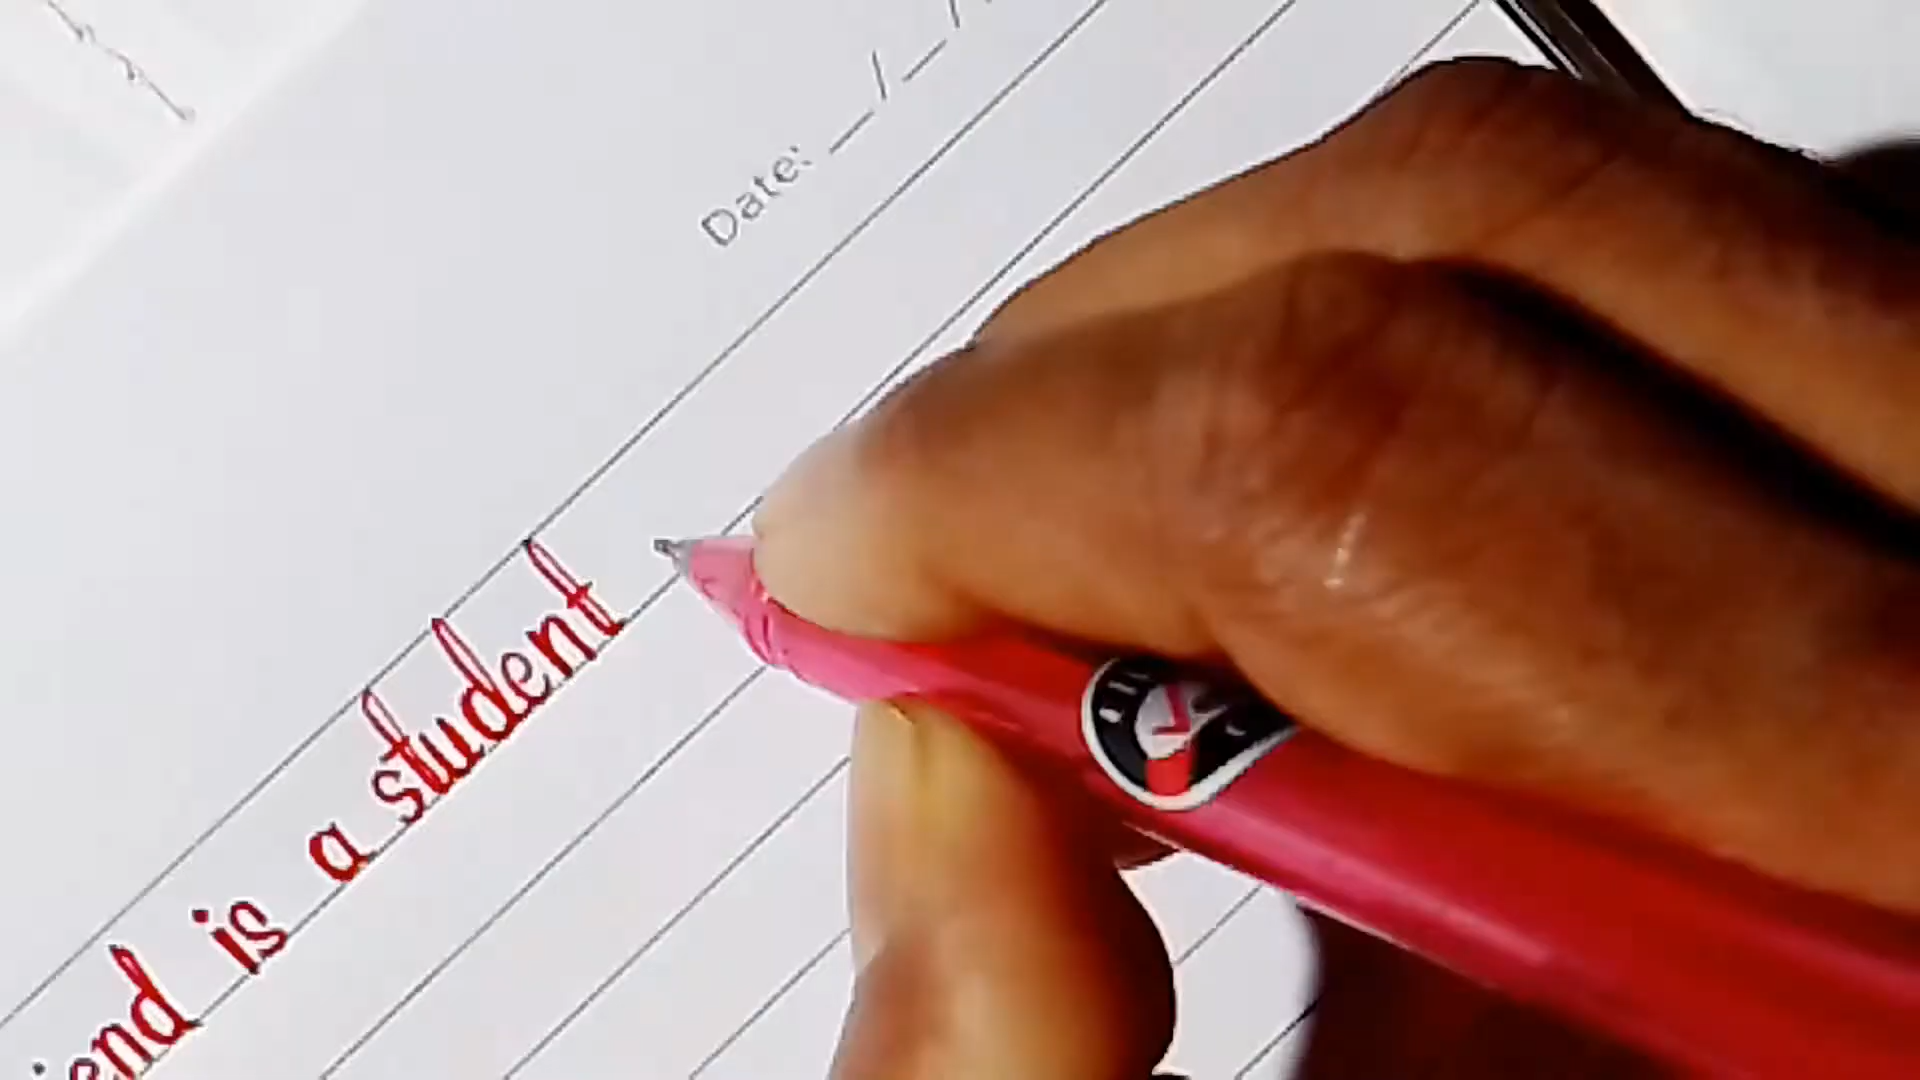 Date: __/__/
iend is a student